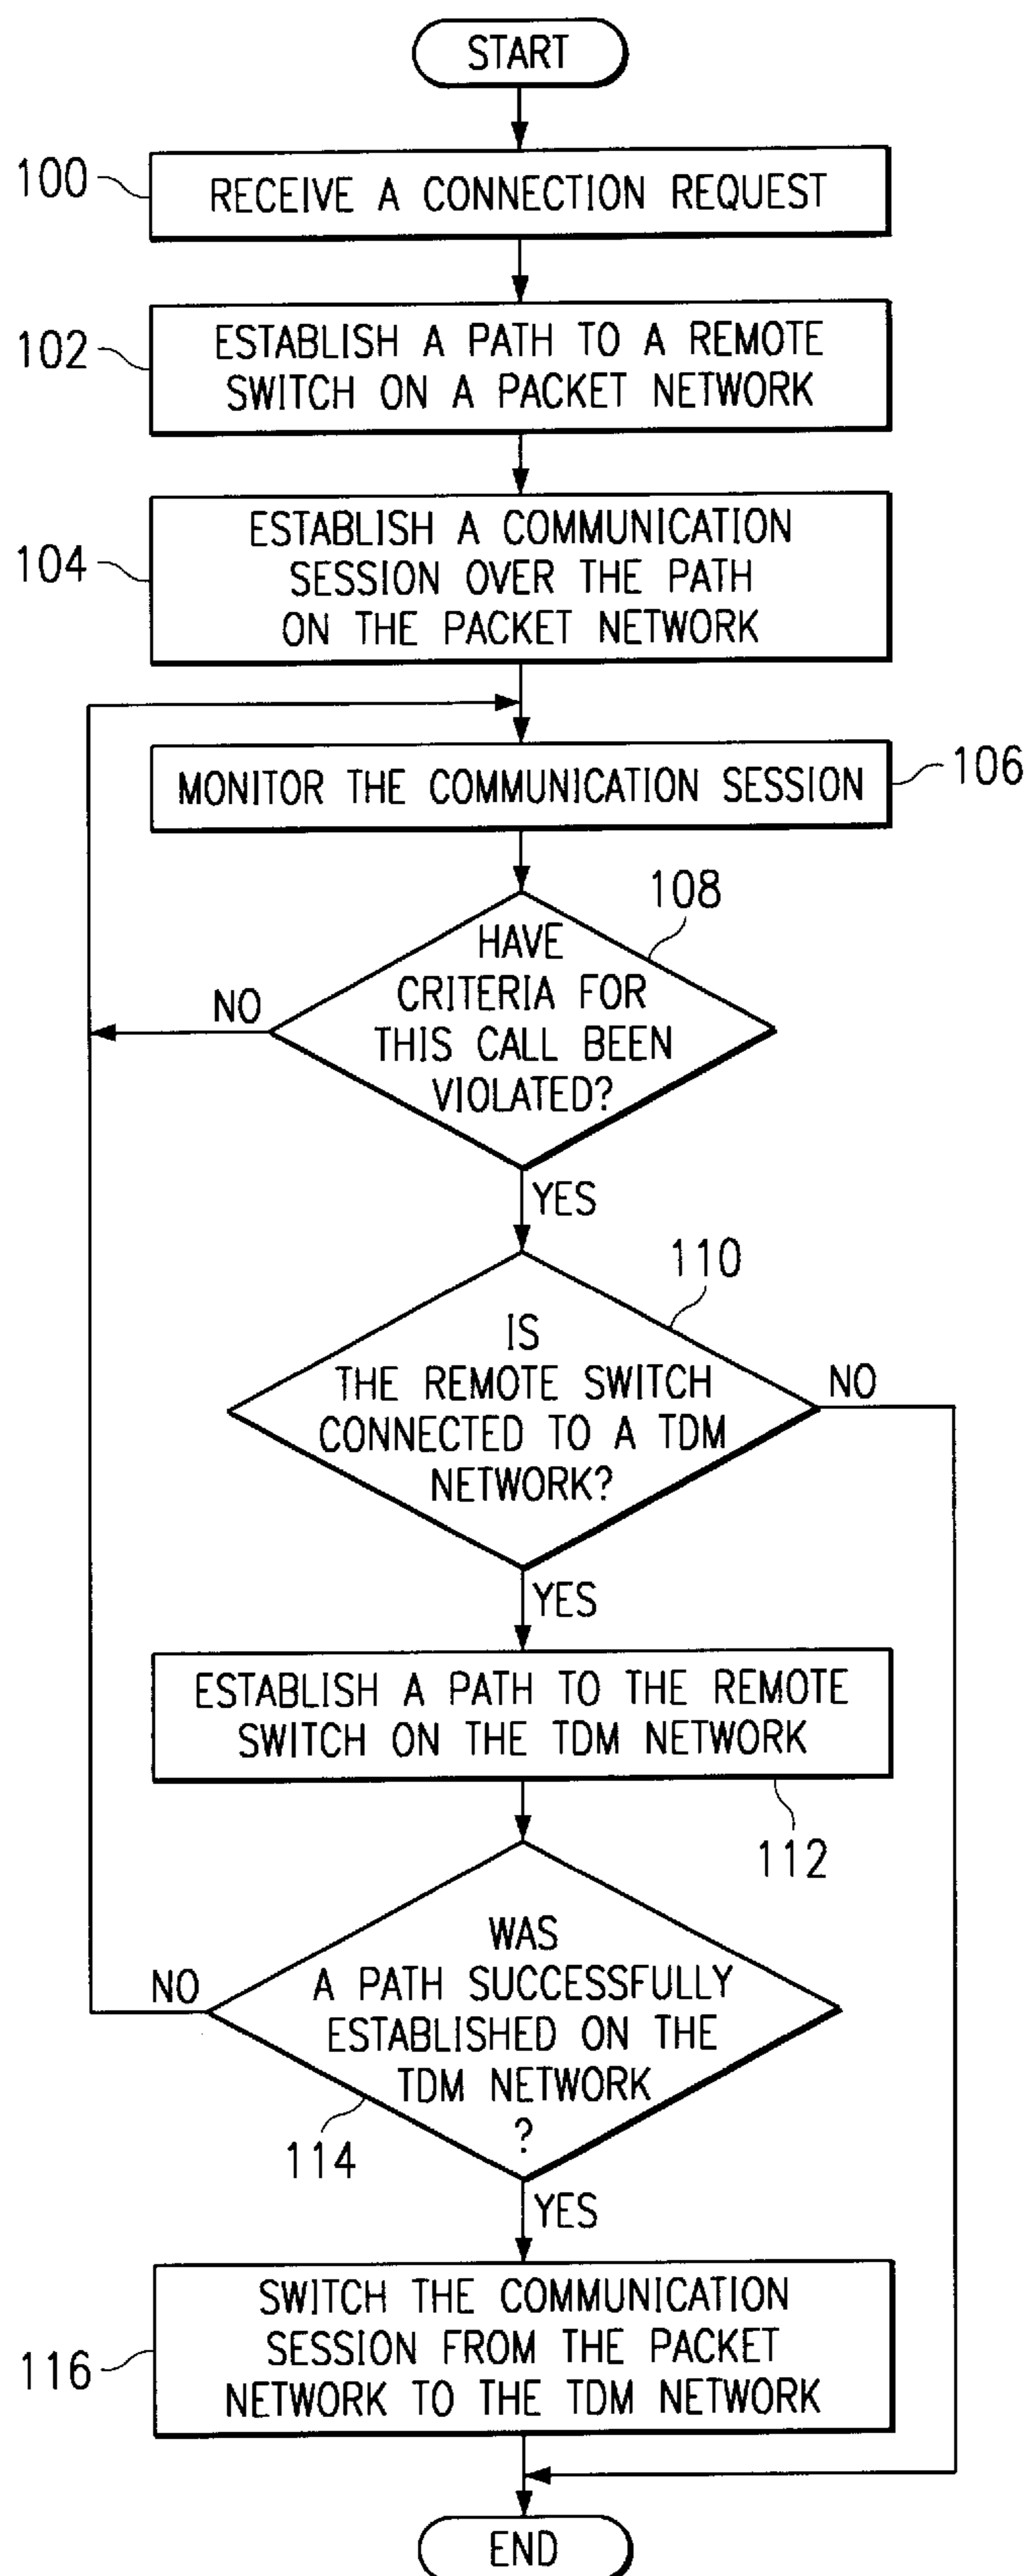 START
100
RECEIVE A CONNECTION REQUEST
102
ESTABLISH A PATH TO A REMOTE
SWITCH ON A PACKET NETWORK
104
ESTABLISH A COMMUNICATION
SESSION OVER THE PATH
ON THE PACKET NETWORK
MONITOR THE COMMUNICATION SESSION
106
108
HAVE
CRITERIA FOR
THIS CALL BEEN
VIOLATED?
NO
YES
110
IS
THE REMOTE SWITCH
CONNECTED TO A TDM
NETWORK?
NO
YES
ESTABLISH A PATH TO THE REMOTE
SWITCH ON THE TDM NETWORK
112
WAS
A PATH SUCCESSFULLY
ESTABLISHED ON THE
TDM NETWORK
?
NO
114
YES
116
SWITCH THE COMMUNICATION
SESSION FROM THE PACKET
NETWORK TO THE TDM NETWORK
END